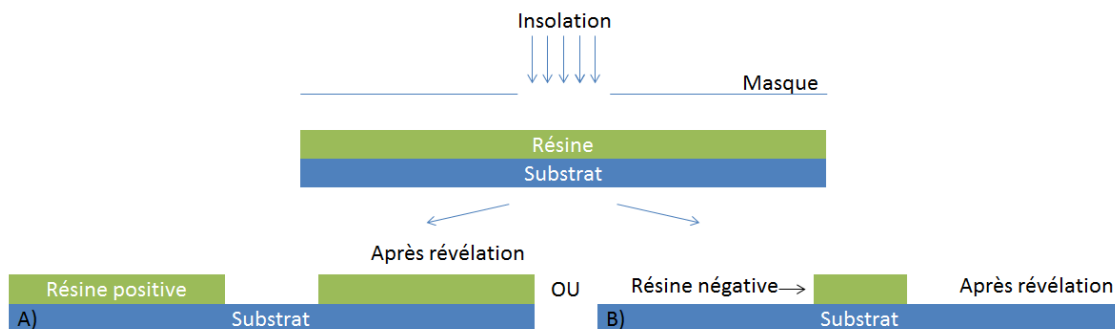 Insolation
Masque
Résine
Substrat
Après révélation
Résine positive
OU
Résine négative
Après révélation
A)
Substrat
B)
Substrat